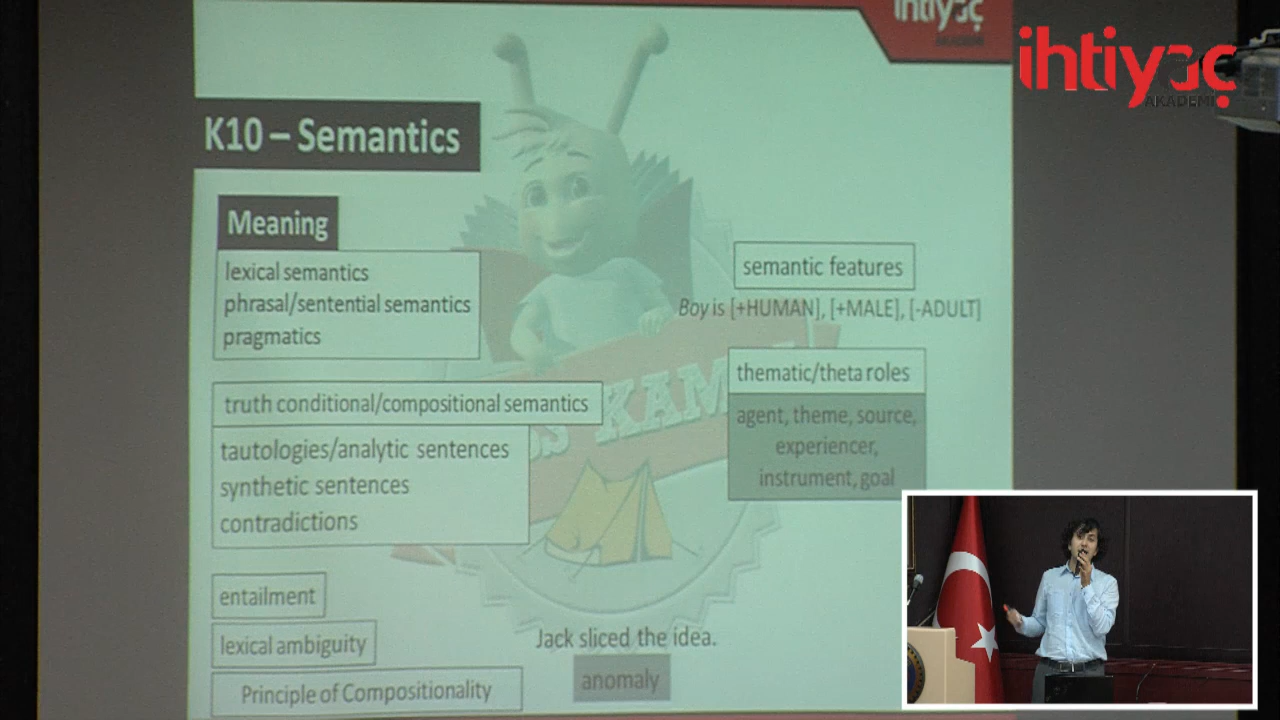 ihtiyaç
AKADEMİ
ihtiyaç
AKADEMİ
K10 – Semantics
Meaning
lexical semantics
phrasal/sentential semantics
pragmatics
semantic features
Boy is [+HUMAN], [+MALE], [-ADULT]
thematic/theta roles
agent, theme, source,
experiencer,
instrument, goal
truth conditional/compositional semantics
tautologies/analytic sentences
synthetic sentences
contradictions
KAM
entailment
lexical ambiguity
Principle of Compositionality
Jack sliced the idea.
anomaly